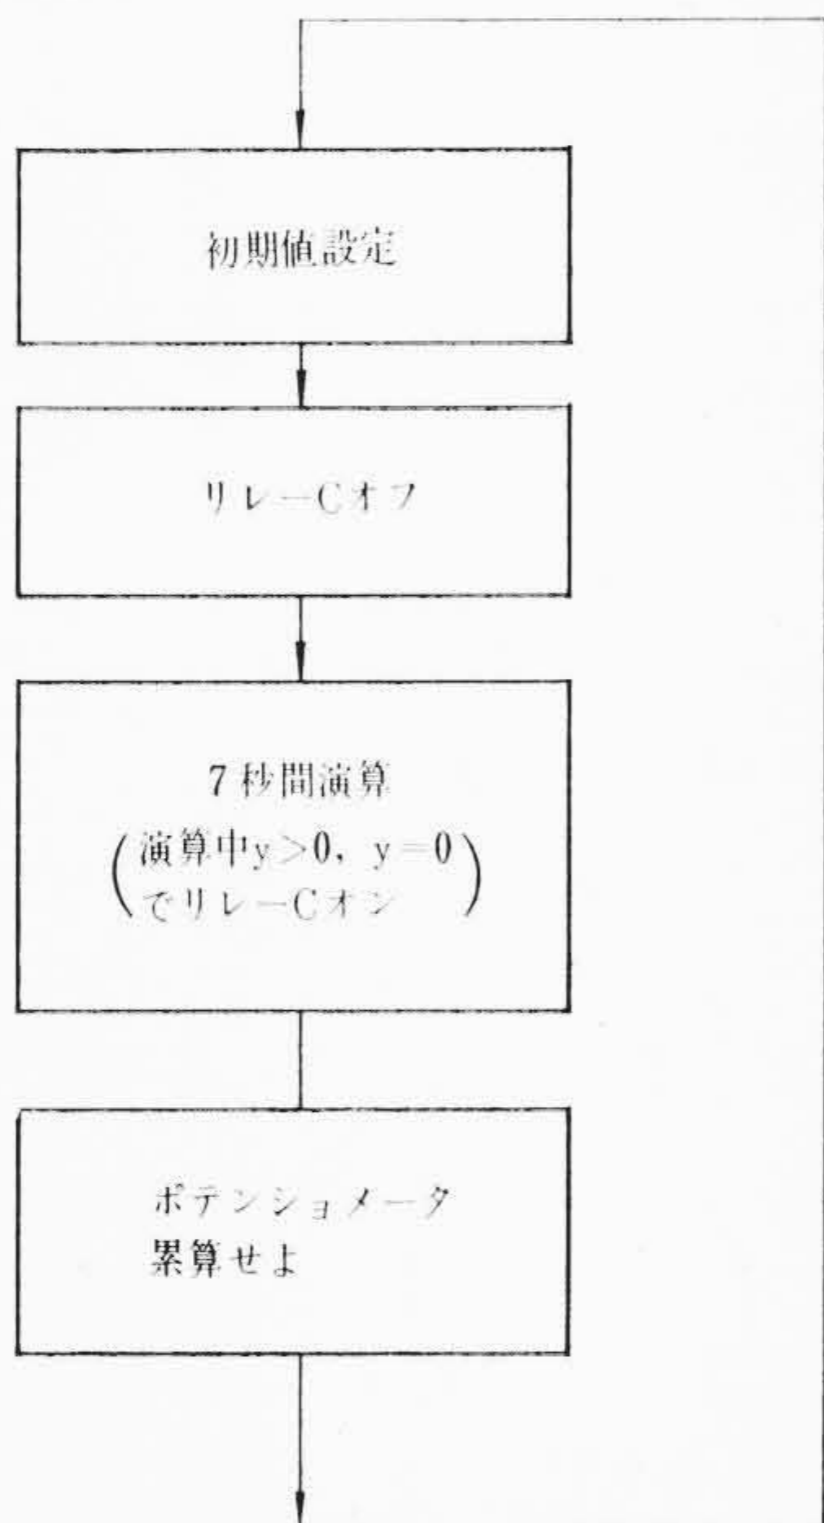 初期値設定
リレーCオフ
7秒間演算
(演算中y>0, y=0
でリレーCオン)
ポテンショメータ
累算せよ